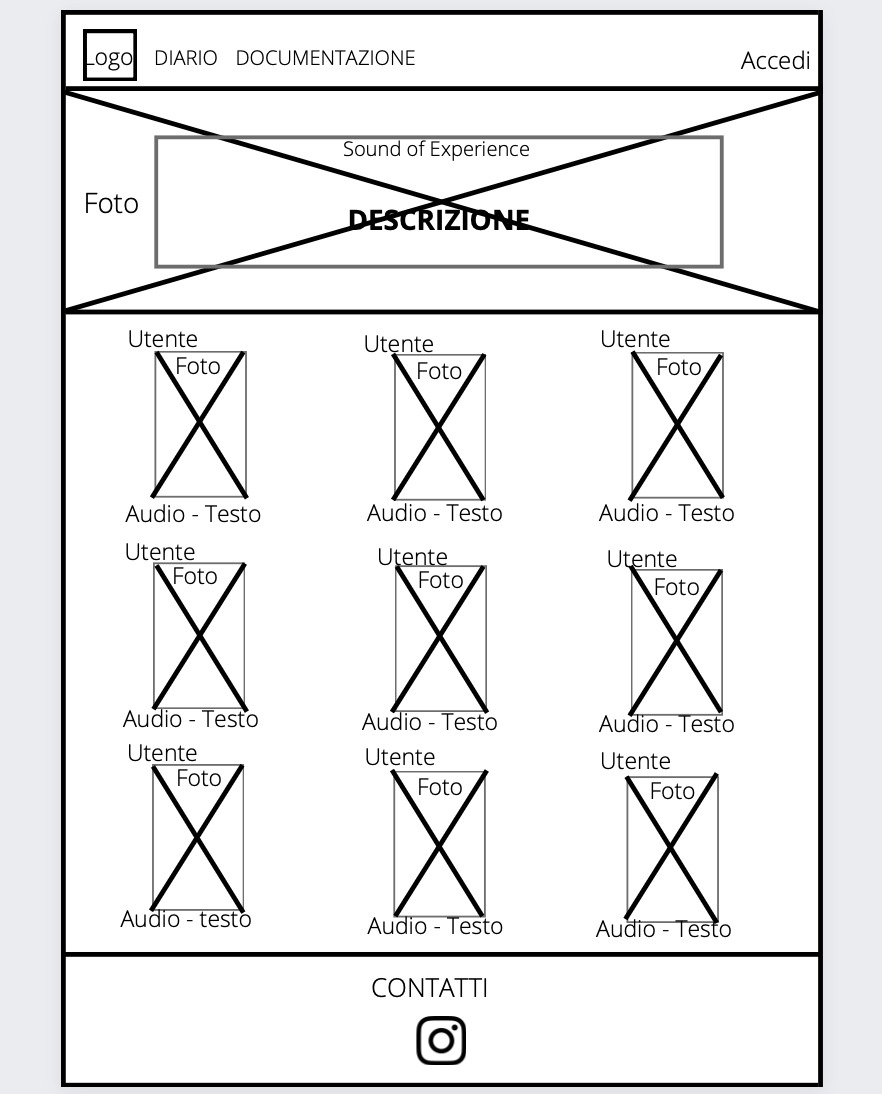 Logo DIARIO DOCUMENTAZIONE Accedi
Sound of Experience
Foto
DESCRIZIONE
Utente Utente Utente
Foto Foto Foto
Audio - Testo Audio - Testo Audio - Testo
Utente Utente Utente
Foto Foto Foto
Audio - Testo Audio - Testo Audio - Testo
Utente Utente Utente
Foto Foto Foto
Audio - testo Audio - Testo Audio - Testo
CONTATTI